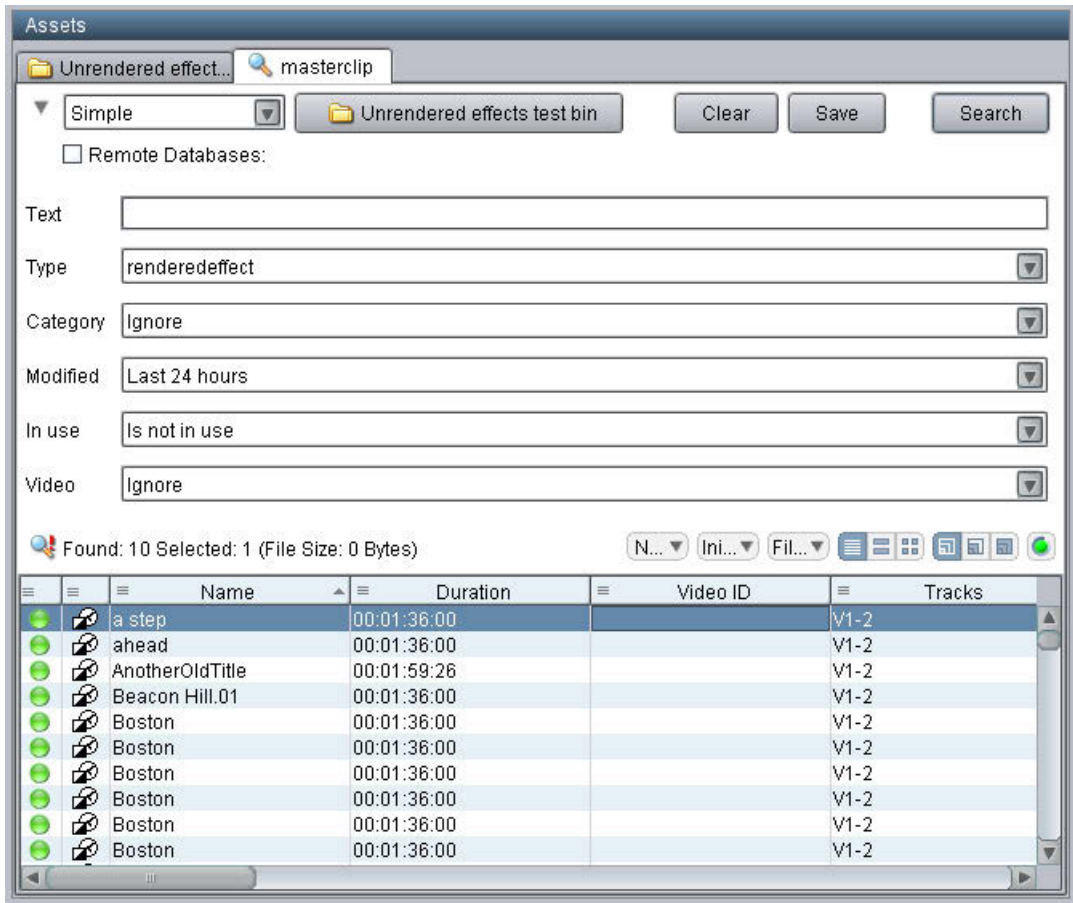 Assets
Unrendered effect... masterclip
Simple Unrendered effects test bin Clear Save Search
Remote Databases:
Text
Type renderedeffect
Category Ignore
Modified Last 24 hours
In use Is not in use
Video Ignore
Found: 10 Selected: 1 (File Size: 0 Bytes) N... Ini... Fil...
Name Duration Video ID Tracks
a step 00:01:36:00 V1-2
ahead 00:01:36:00 V1-2
AnotherOldTitle 00:01:59:26 V1-2
Beacon Hill.01 00:01:36:00 V1-2
Boston 00:01:36:00 V1-2
Boston 00:01:36:00 V1-2
Boston 00:01:36:00 V1-2
Boston 00:01:36:00 V1-2
Boston 00:01:36:00 V1-2
Boston 00:01:36:00 V1-2